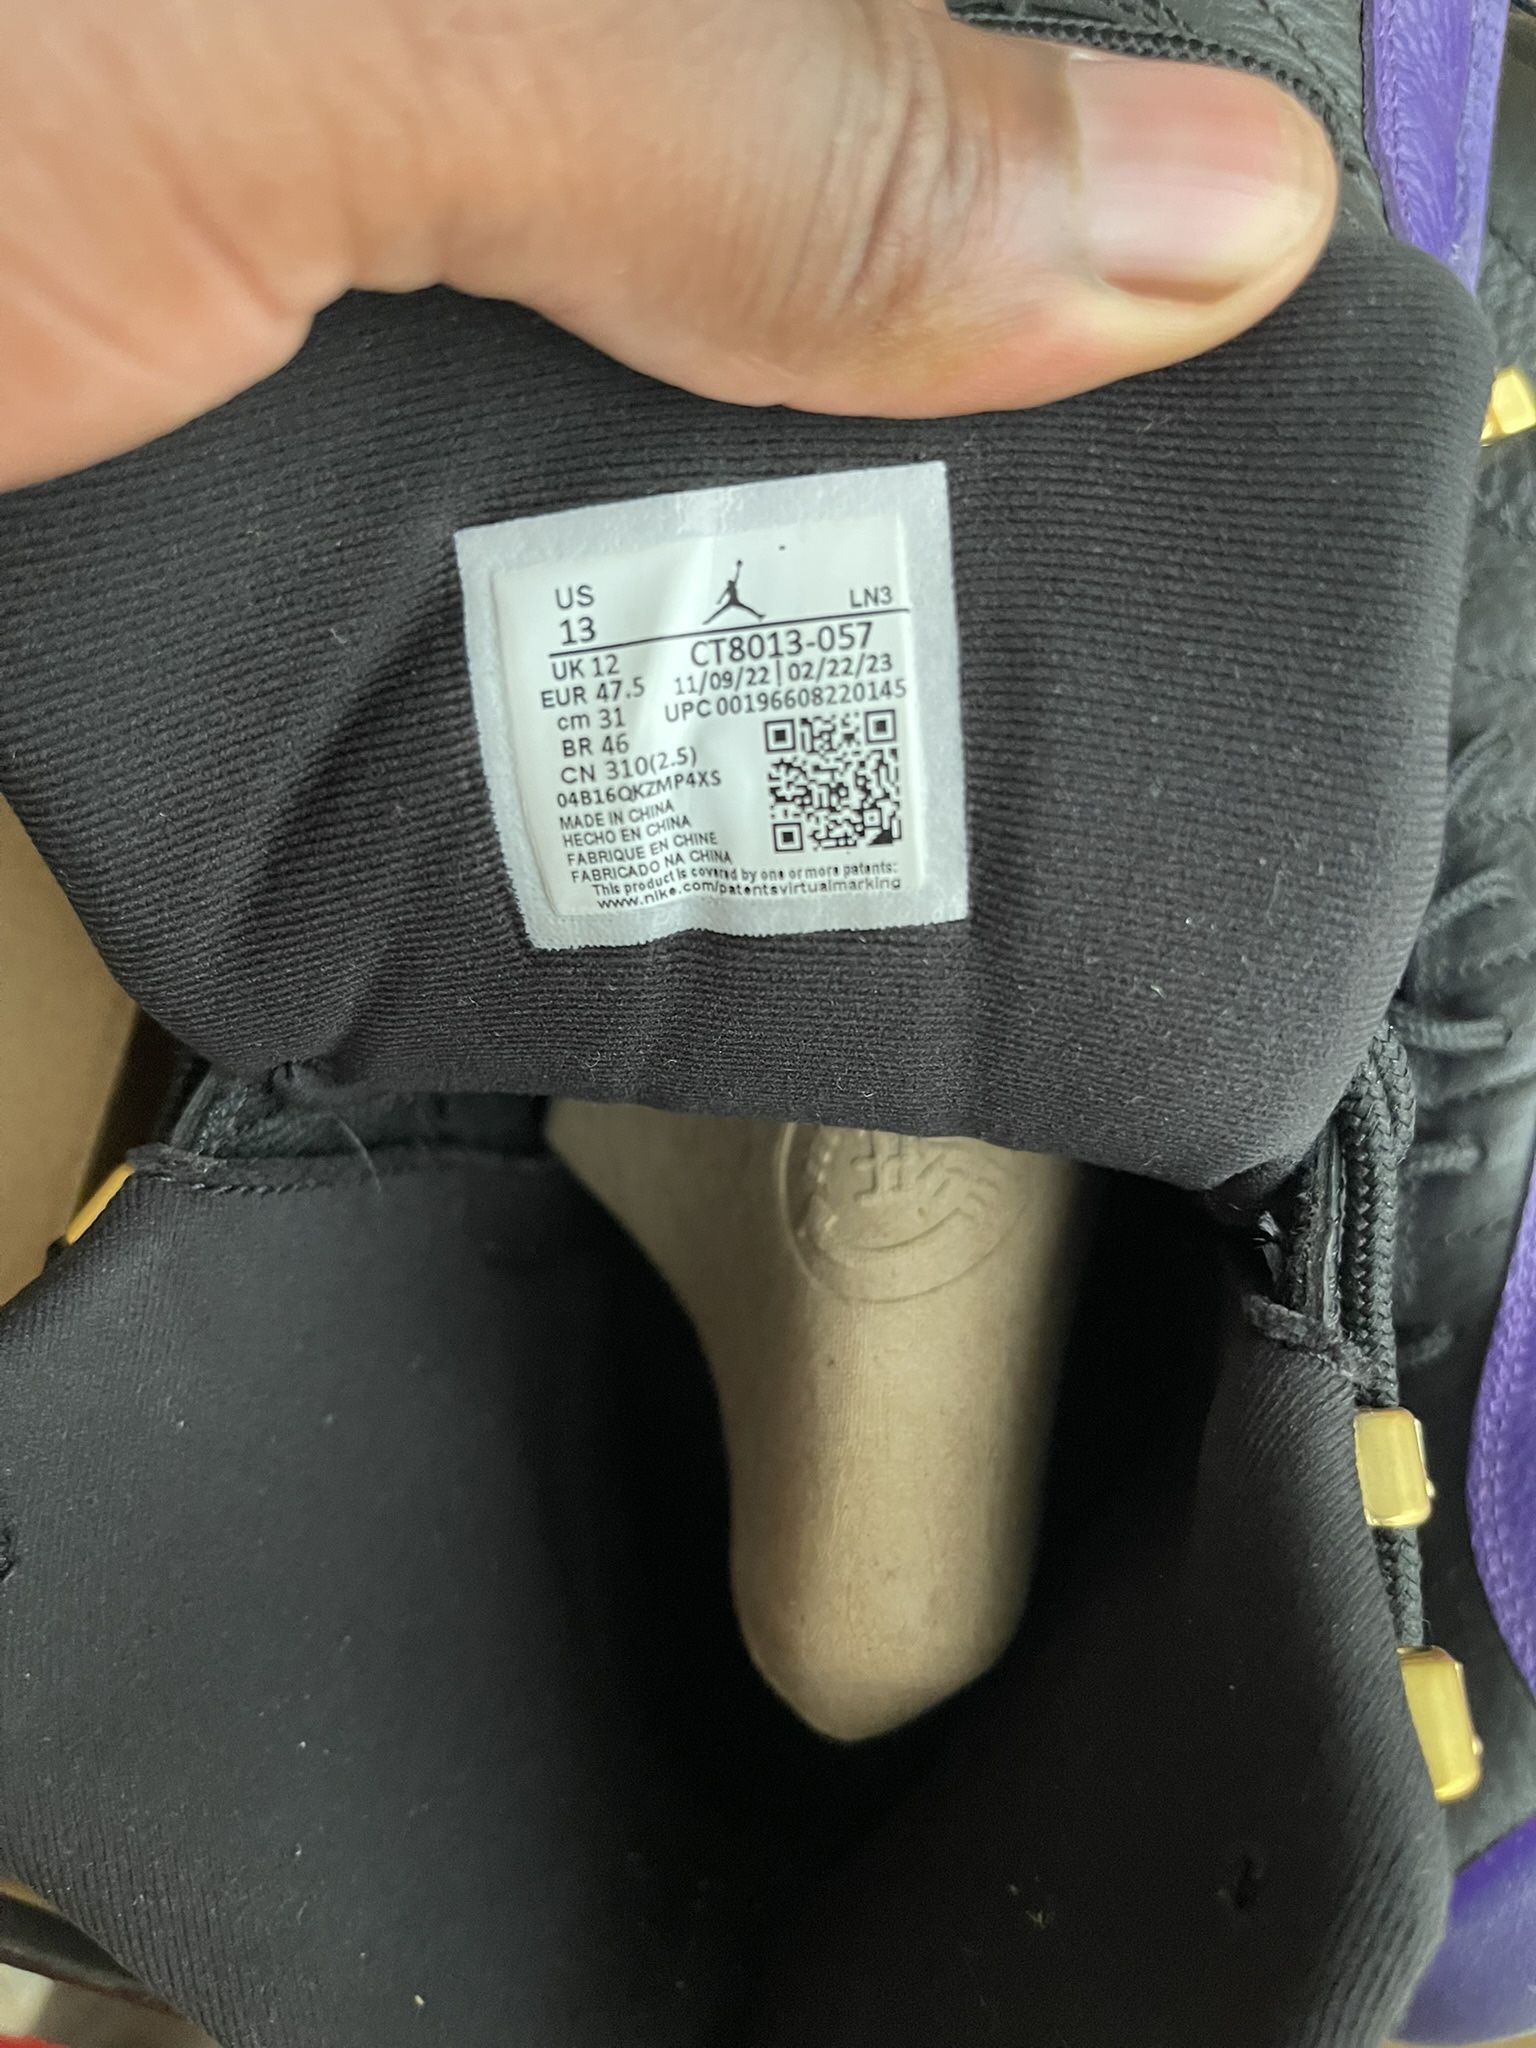 US
13
LN3
UK 12
CT8013-057
EUR 47.5
11/09/22 | 02/22/23
cm 31
UPC 00196608220145
BR 46
CN 310(2.5)
04B16QKZMP4XS
MADE IN CHINA
HECHO EN CHINA
FABRIQUE EN CHINE
FABRICADO NA CHINA
This product is covered by one or more patents:
www.nike.com/patentsvirtualmarking